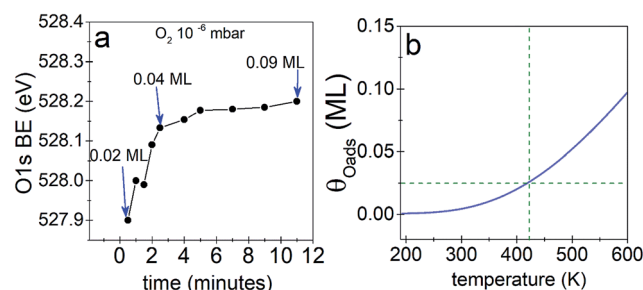 a
O₂ 10 ⁻⁶ mbar
528.4
528.3
528.2
528.1
528.0
527.9
O1s BE (eV)
0.02 ML
0.04 ML
0.09 ML
0 2 4 6 8 10 12
time (minutes)
b
0.15
0.10
0.05
0.00
θOads (ML)
200 300 400 500 600
temperature (K)